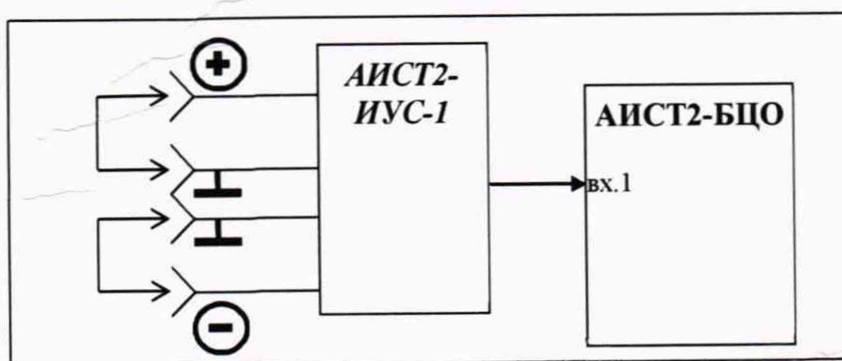 +
АИСТ2-
ИУС-1
АИСТ2-БЦО
вх.1
-